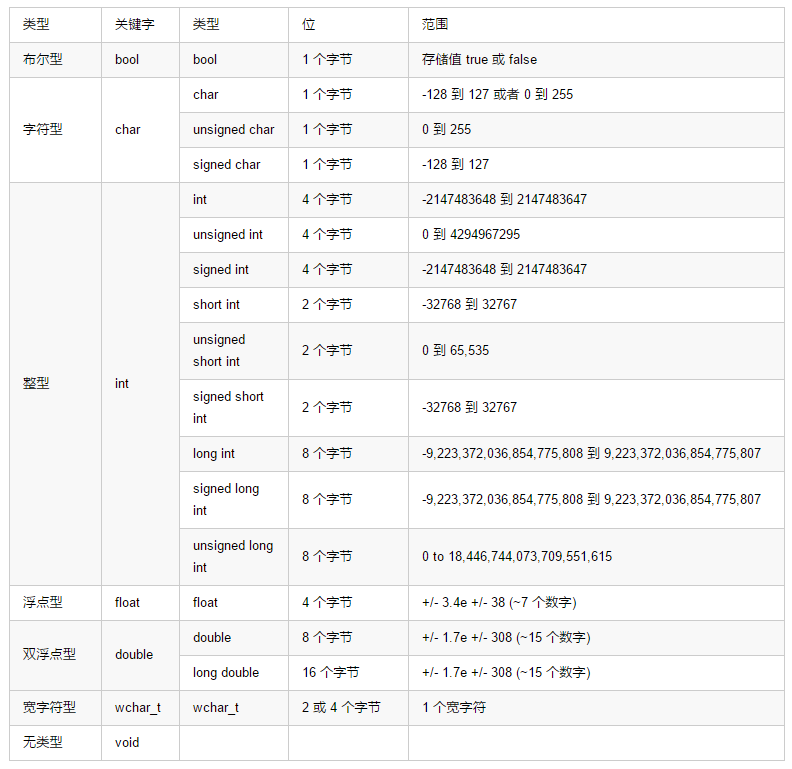 类型 关键字 类型 位 范围
布尔型 bool bool 1 个字节 存储值 true 或 false
字符型 char char 1 个字节 -128 到 127 或者 0 到 255
unsigned char 1 个字节 0 到 255
signed char 1 个字节 -128 到 127
整型 int int 4 个字节 -2147483648 到 2147483647
unsigned int 4 个字节 0 到 4294967295
signed int 4 个字节 -2147483648 到 2147483647
short int 2 个字节 -32768 到 32767
unsigned
short int 2 个字节 0 到 65,535
signed short
int 2 个字节 -32768 到 32767
long int 8 个字节 -9,223,372,036,854,775,808 到 9,223,372,036,854,775,807
signed long
int 8 个字节 -9,223,372,036,854,775,808 到 9,223,372,036,854,775,807
unsigned long
int 8 个字节 0 to 18,446,744,073,709,551,615
浮点型 float float 4 个字节 +/- 3.4e +/- 38 (~7 个数字)
双浮点型 double double 8 个字节 +/- 1.7e +/- 308 (~15 个数字)
long double 16 个字节 +/- 1.7e +/- 308 (~15 个数字)
宽字符型 wchar_t wchar_t 2 或 4 个字节 1 个宽字符
无类型 void